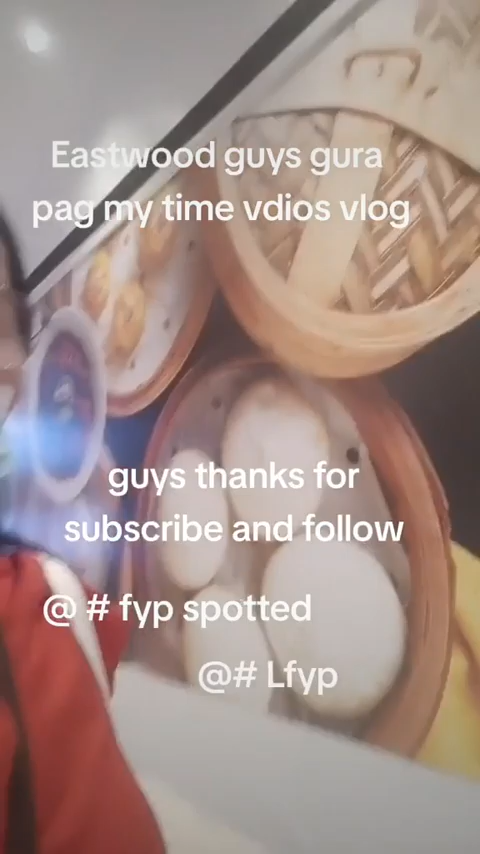 Eastwood guys gura
pag my time vdios vlog
guys thanks for
subscribe and follow
@ # fyp spotted
@# Lfyp